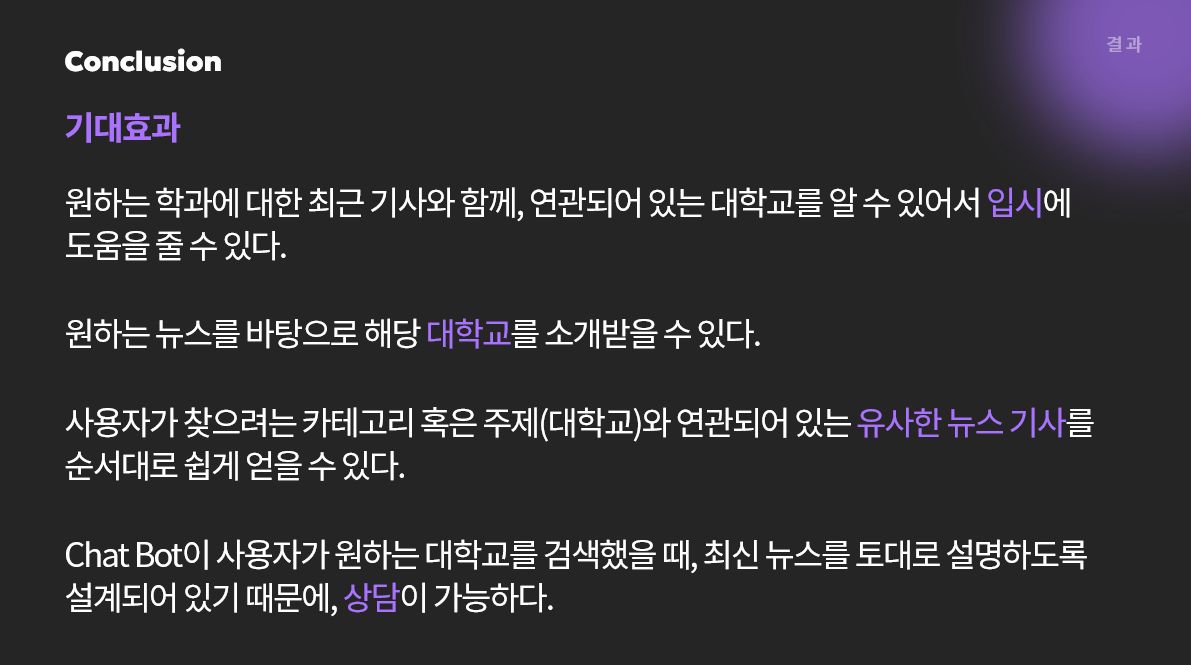 결과
Conclusion
기대효과
원하는 학과에 대한 최근 기사와 함께, 연관되어 있는 대학교를 알 수 있어서 입시에
도움을 줄 수 있다.
원하는 뉴스를 바탕으로 해당 대학교를 소개받을 수 있다.
사용자가 찾으려는 카테고리 혹은 주제(대학교)와 연관되어 있는 유사한 뉴스 기사를
순서대로 쉽게 얻을 수 있다.
Chat Bot이 사용자가 원하는 대학교를 검색했을 때, 최신 뉴스를 토대로 설명하도록
설계되어 있기 때문에, 상담이 가능하다.